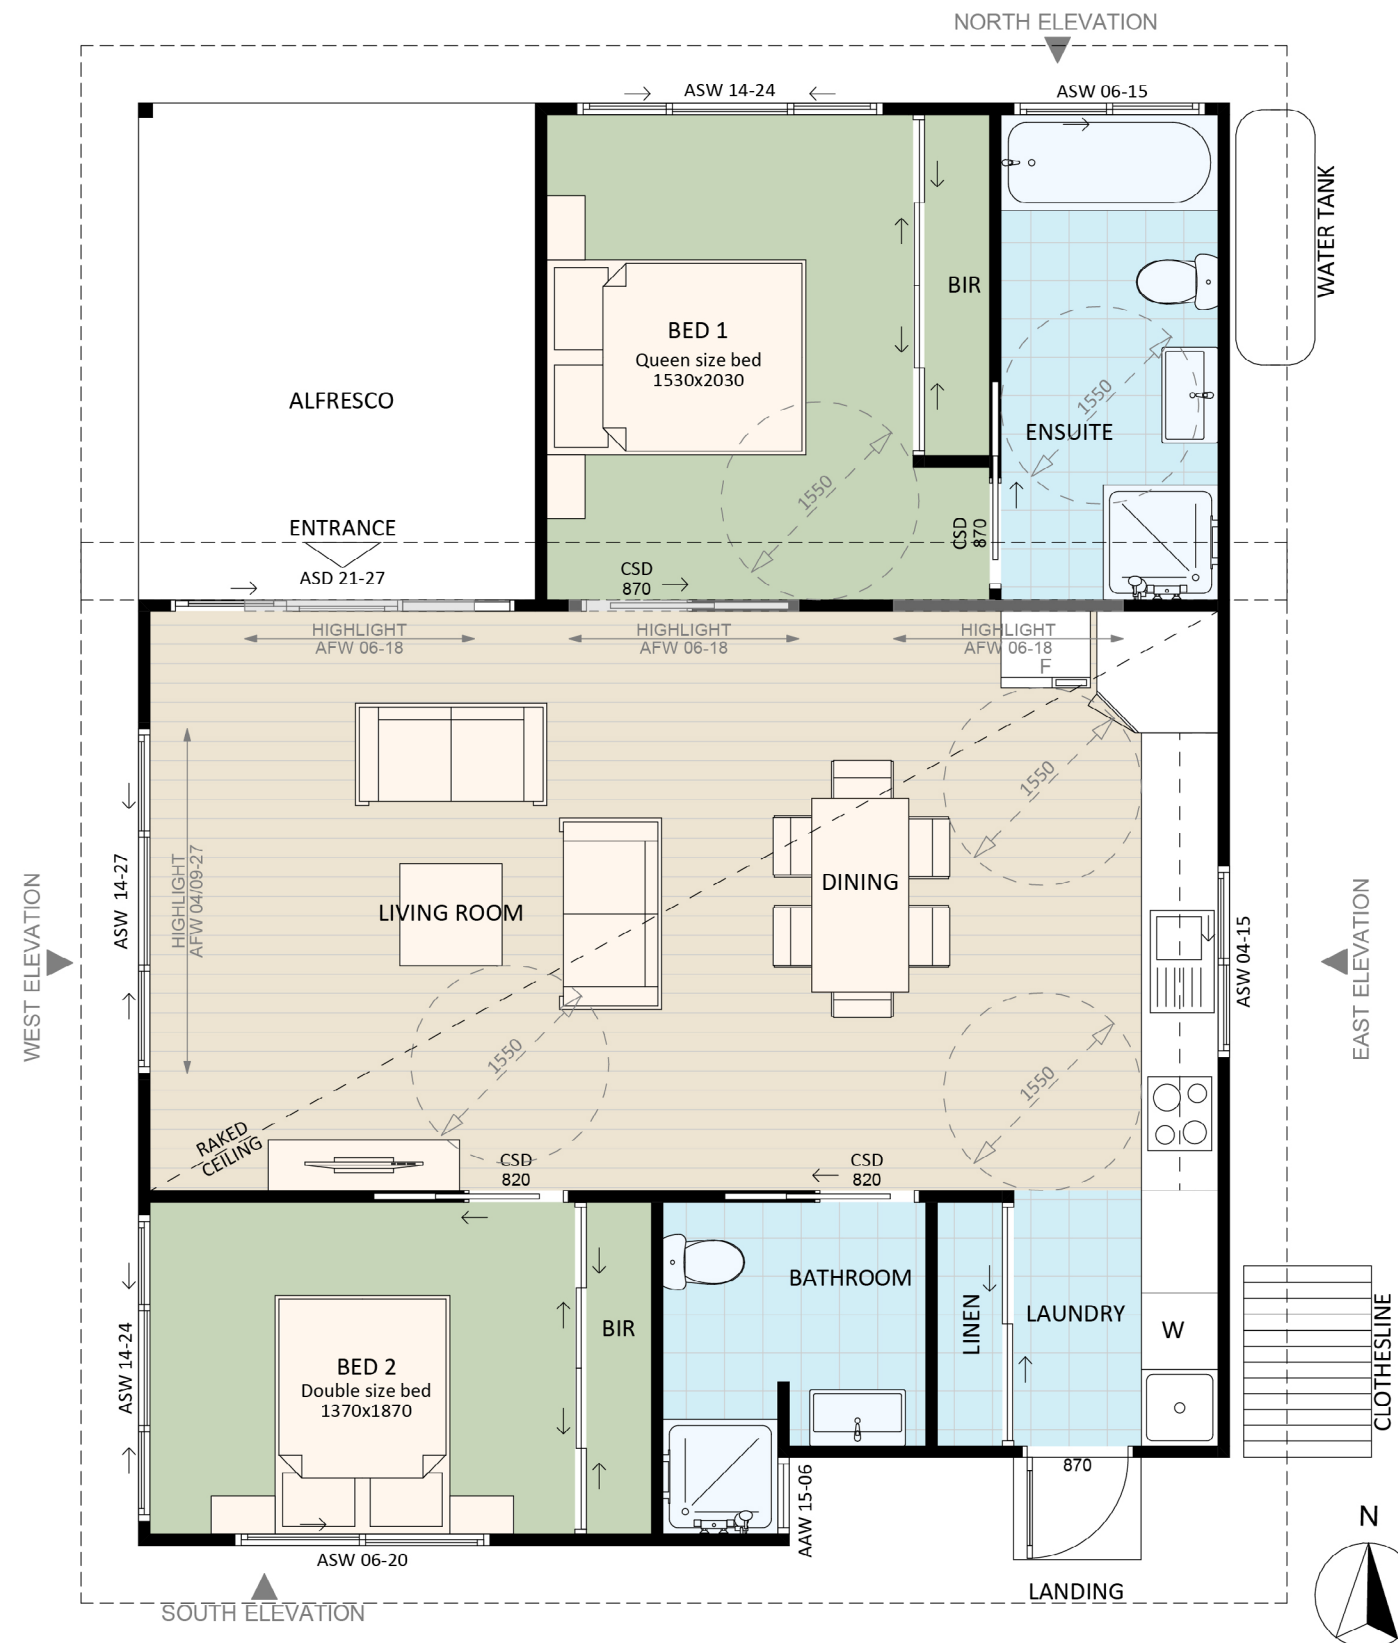 NORTH ELEVATION
ASW 14-24
ASW 06-15
WATER TANK
BIR
BED 1
Queen size bed
1530x2030
1550
ALFRESCO
ENSUITE
1550
ENTRANCE
CSD
870
ASD 21-27
CSD
870
HIGHLIGHT
AFW 06-18
HIGHLIGHT
AFW 06-18
HIGHLIGHT
AFW 06-18
F
1550
ASW 14-27
HIGHLIGHT
AFW 04/09-27
DINING
LIVING ROOM
WEST ELEVATION
EAST ELEVATION
ASW 04-15
1550
1550
RAKED
CEILING
CSD
820
CSD
820
BATHROOM
LINEN
LAUNDRY
W
BIR
ASW 14-24
BED 2
Double size bed
1370x1870
CLOTHESLINE
870
AAW 15-06
N
ASW 06-20
LANDING
SOUTH ELEVATION